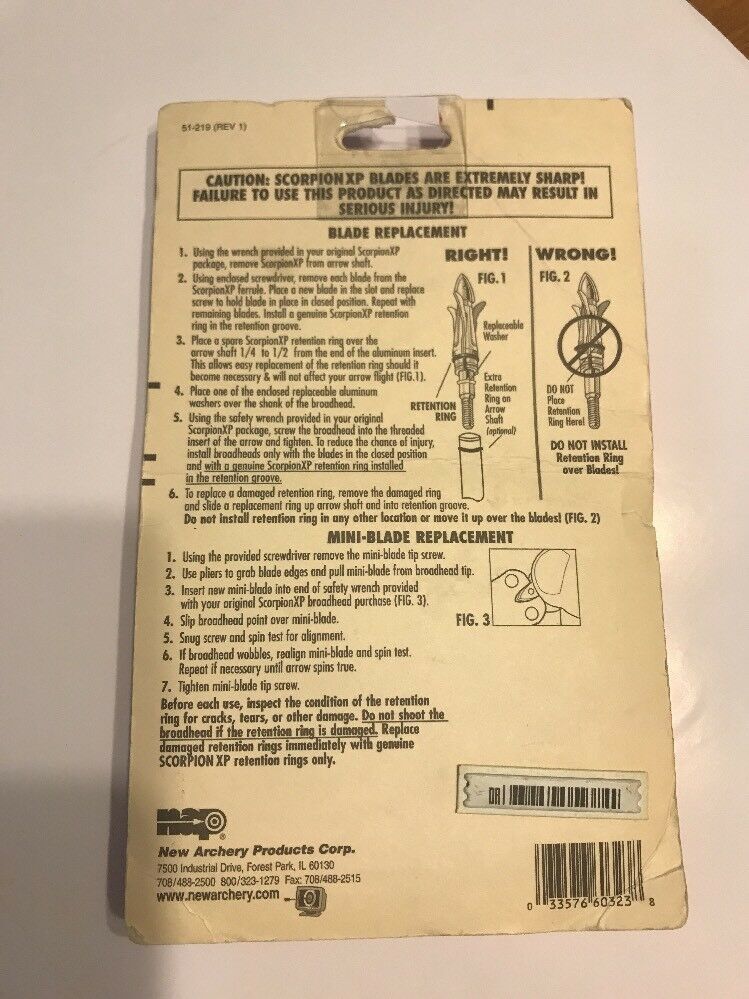 51-219 (REV 1)
CAUTION: SCORPION XP BLADES ARE EXTREMELY SHARP!
FAILURE TO USE THIS PRODUCT AS DIRECTED MAY RESULT IN
SERIOUS INJURY!
BLADE REPLACEMENT
1. Using the wrench provided in your original ScorpionXP
package, remove ScorpionXP from arrow shaft.
2. Using enclosed screwdriver, remove each blade from the
ScorpionXP ferrule. Place a new blade in the slot and replace
screw to hold blade in place in closed position. Repeat with
remaining blades. Install a genuine ScorpionXP retention
ring in the retention groove.
3. Place a spare ScorpionXP retention ring over the
arrow shaft 1/4 to 1/2 from the end of the aluminum insert.
This allows easy replacement of the retention ring should it
become necessary & will not affect your arrow flight (FIG.1).
4. Place one of the enclosed replaceable aluminum
washers over the shank of the broadhead.
5. Using the safety wrench provided in your original
ScorpionXP package, screw the broadhead into the threaded
insert of the arrow and tighten. To reduce the chance of injury,
install broadheads only with the blades in the closed position
and with a genuine ScorpionXP retention ring installed
in the retention groove.
6. To replace a damaged retention ring, remove the damaged ring
and slide a replacement ring up arrow shaft and into retention groove.
Do not install retention ring in any other location or move it up over the blades! (FIG. 2)
RIGHT!
FIG. 1
Replaceable
Washer
RETENTION
RING
Extra
Retention
Ring on
Arrow
Shaft
(optional)
WRONG!
FIG. 2
DO NOT
Place
Retention
Ring Here!
DO NOT INSTALL
Retention Ring
over Blades!
MINI-BLADE REPLACEMENT
1. Using the provided screwdriver remove the mini-blade tip screw.
2. Use pliers to grab blade edges and pull mini-blade from broadhead tip.
3. Insert new mini-blade into end of safety wrench provided
with your original ScorpionXP broadhead purchase (FIG. 3).
4. Slip broadhead point over mini-blade.
5. Snug screw and spin test for alignment.
6. If broadhead wobbles, realign mini-blade and spin test.
Repeat if necessary until arrow spins true.
7. Tighten mini-blade tip screw.
FIG. 3
Before each use, inspect the condition of the retention
ring for cracks, tears, or other damage. Do not shoot the
broadhead if the retention ring is damaged. Replace
damaged retention rings immediately with genuine
SCORPION XP retention rings only.
DR
nap®
New Archery Products Corp.
7500 Industrial Drive, Forest Park, IL 60130
708/488-2500 800/323-1279 Fax: 708/488-2515
www.newarchery.com
0 33576 60323 8